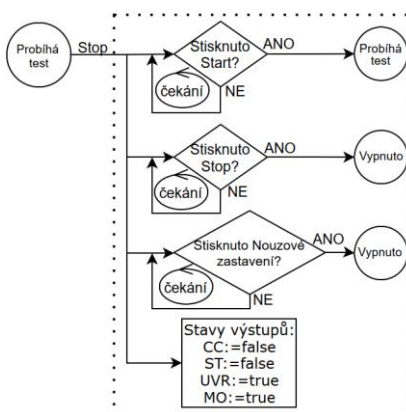 Probíhá
test
Stop
Stisknuto
Start?
ANO
NE
čekání
Probíhá
test
Stisknuto
Stop?
ANO
NE
čekání
Vypnuto
Stisknuto Nouzové
zastavení?
ANO
NE
čekání
Vypnuto
Stavy výstupů:
CC:=false
ST:=false
UVR:=true
MO:=true